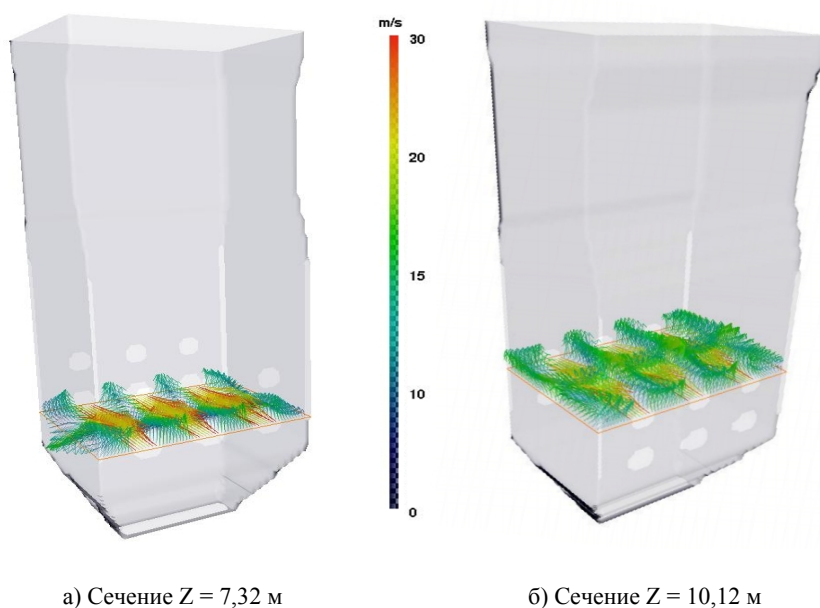 m/s
30
20
15
10
0
а) Сечение Z = 7,32 м
б) Сечение Z = 10,12 м